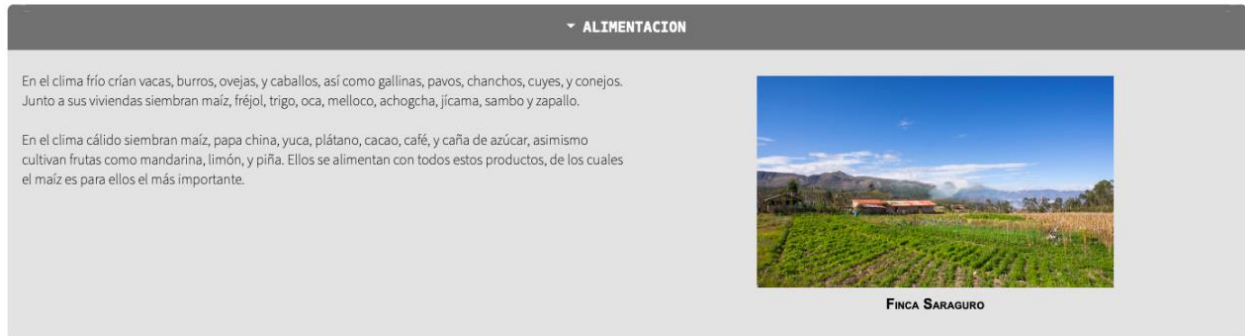 ALIMENTACION
En el clima frío crían vacas, burros, ovejas, y caballos, así como gallinas, pavos, chanchos, cuyes, y conejos.
Junto a sus viviendas siembran maíz, fréjol, trigo, oca, melloco, achogcha, jícama, sambo y zapallo.
En el clima cálido siembran maíz, papa china, yuca, plátano, cacao, café, y caña de azúcar, asimismo
cultivan frutas como mandarina, limón, y piña. Ellos se alimentan con todos estos productos, de los cuales
el maíz es para ellos el más importante.
FINCA SARAGURO